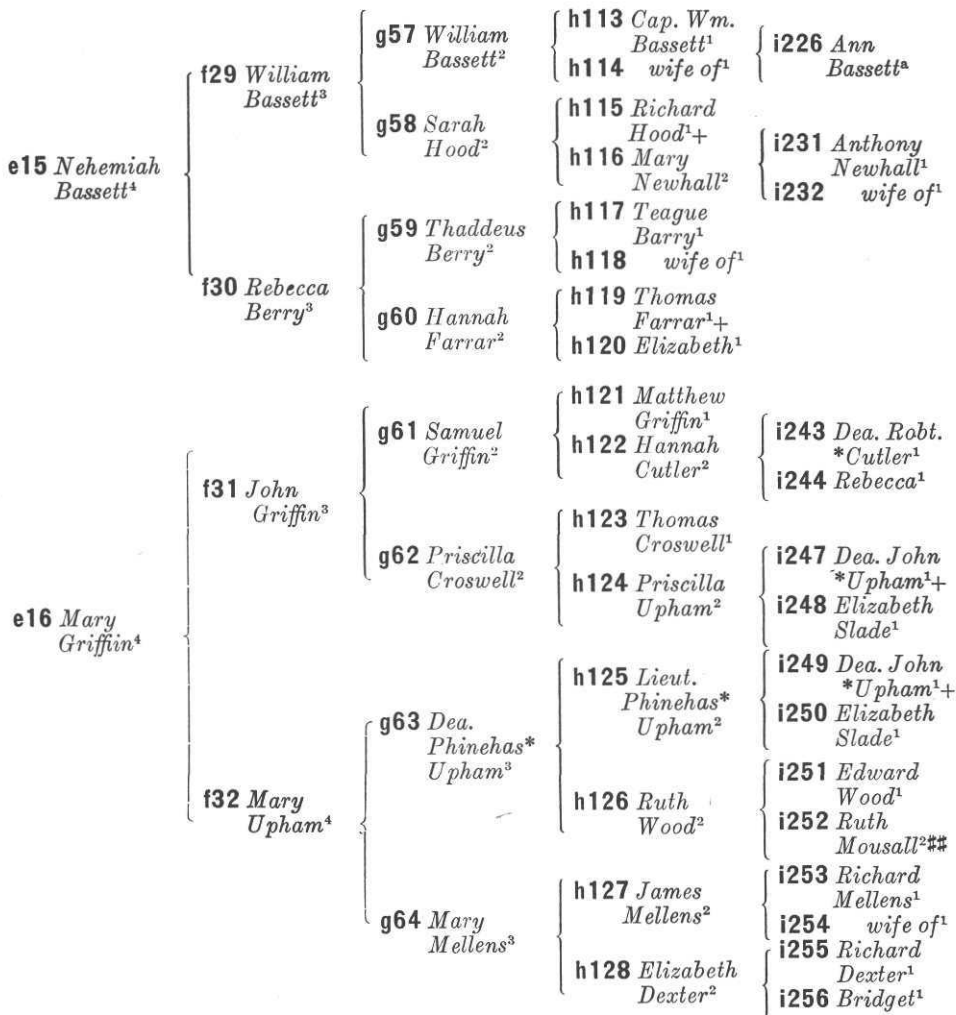 e15 Nehemiah
Bassett⁴
f29 William
Bassett³
g57 William
Bassett²
h113 Cap. Wm.
Bassett¹
h114 wife of¹
i226 Ann
Bassettᵃ
g58 Sarah
Hood²
h115 Richard
Hood¹+
h116 Mary
Newhall²
i231 Anthony
Newhall¹
i232 wife of¹
f30 Rebecca
Berry³
g59 Thaddeus
Berry²
h117 Teague
Barry¹
h118 wife of¹
g60 Hannah
Farrar²
h119 Thomas
Farrar¹+
h120 Elizabeth¹
e16 Mary
Griffiin⁴
f31 John
Griffin³
g61 Samuel
Griffin²
h121 Matthew
Griffin¹
h122 Hannah
Cutler²
i243 Dea. Robt.
*Cutler¹
i244 Rebecca¹
g62 Priscilla
Croswell²
h123 Thomas
Croswell¹
h124 Priscilla
Upham²
i247 Dea. John
*Upham¹+
i248 Elizabeth
Slade¹
f32 Mary
Upham⁴
g63 Dea.
Phinehas*
Upham³
h125 Lieut.
Phinehas*
Upham²
i249 Dea. John
*Upham¹+
i250 Elizabeth
Slade¹
h126 Ruth
Wood²
i251 Edward
Wood¹
i252 Ruth
Mousall²‡‡
g64 Mary
Mellens³
h127 James
Mellens²
i253 Richard
Mellens¹
i254 wife of¹
h128 Elizabeth
Dexter²
i255 Richard
Dexter¹
i256 Bridget¹